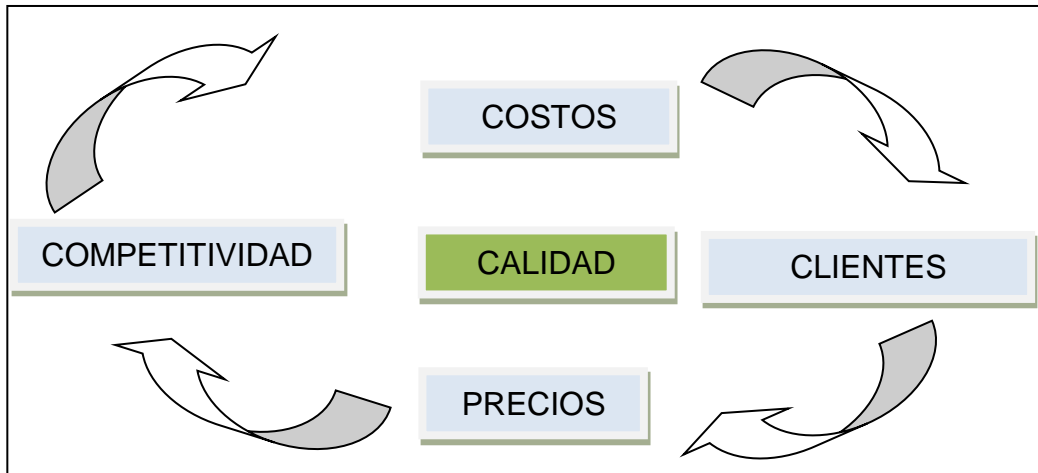 COSTOS
COMPETITIVIDAD
CALIDAD
CLIENTES
PRECIOS